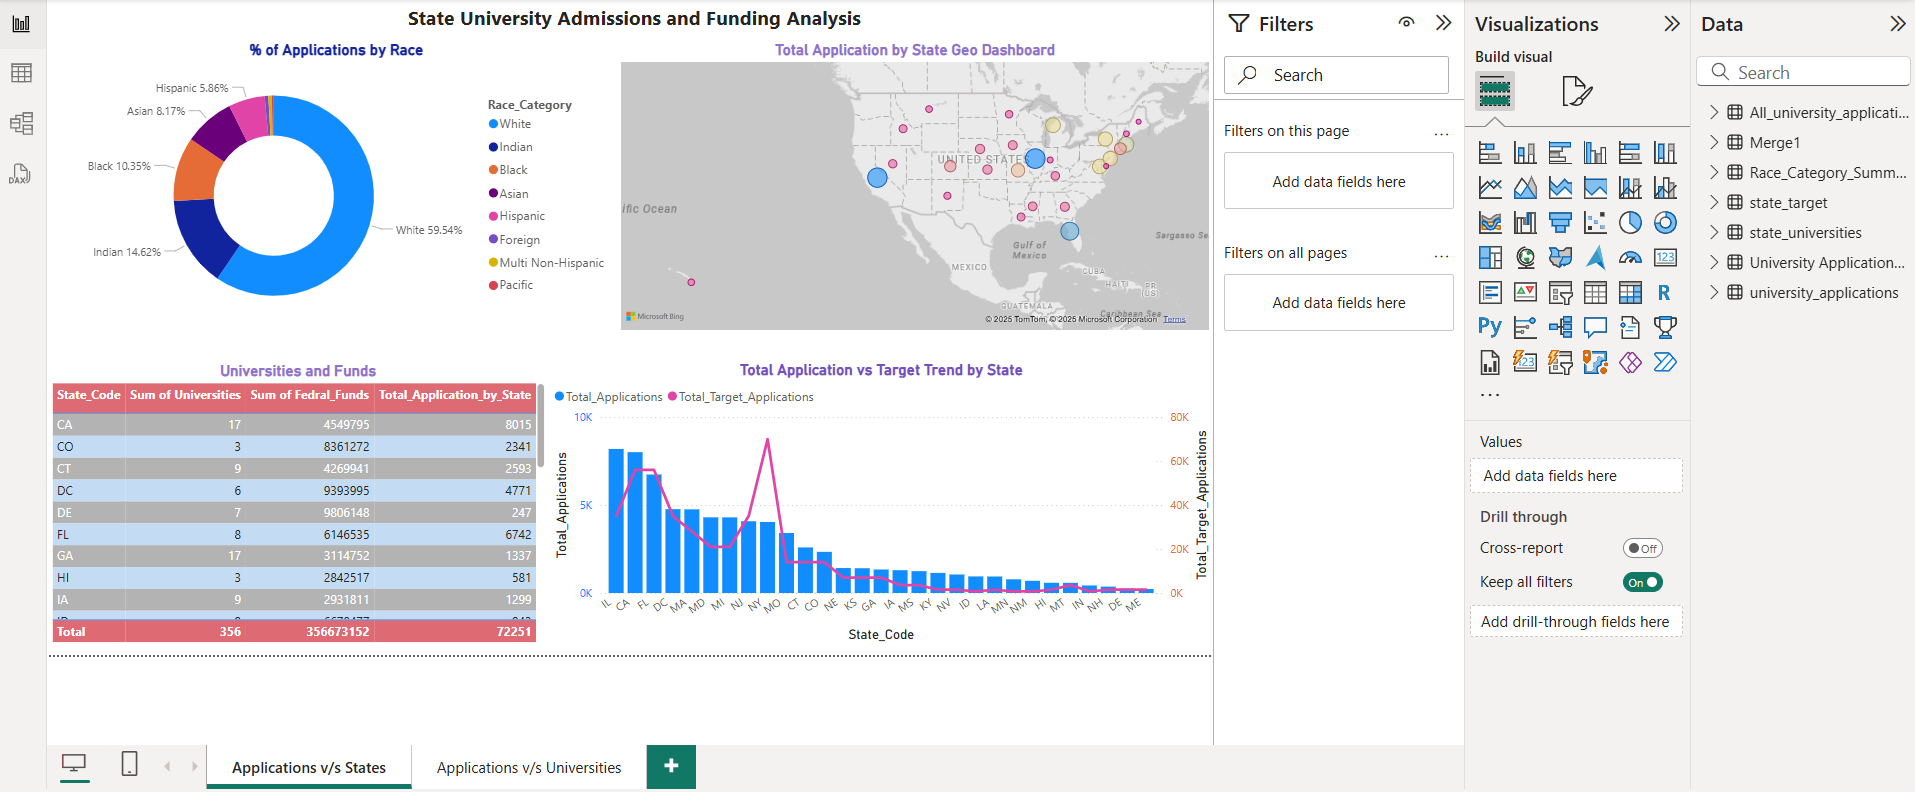 State University Admissions and Funding Analysis
% of Applications by Race
Hispanic 5.86%
Asian 8.17%
Black 10.35%
Indian 14.62%
White 59.54%
Race_Category
White
Indian
Black
Asian
Hispanic
Foreign
Multi Non-Hispanic
Pacific
Total Application by State Geo Dashboard
UNITED STATES
ific Ocean
Gulf of
Mexico
Sargasso Se
MEXICO
CUBA
HAITI
PR
(US)
GUATEMALA
Caribbean Sea
Microsoft Bing
© 2025 TomTom, © 2025 Microsoft Corporation Terms
Universities and Funds
State_Code Sum of Universities Sum of Fedral_Funds Total_Application_by_State
CA 17 4549795 8015
CO 3 8361272 2341
CT 9 4269941 2593
DC 6 9393995 4771
DE 7 9806148 247
FL 8 6146535 6742
GA 17 3114752 1337
HI 3 2842517 581
IA 9 2931811 1299
Total 356 356673152 72251
Total Application vs Target Trend by State
Total_Applications Total_Target_Applications
10K
5K
0K
Total_Applications
80K
60K
40K
20K
0K
Total_Target_Applications
IL CA FL DC MA MD MI NJ NY MO CT CO NE KS GA IA MS KY NV ID LA MN NM HI MT IN NH DE ME
State_Code
Applications v/s States
Applications v/s Universities
+
Filters
Search
Filters on this page
...
Add data fields here
Filters on all pages
...
Add data fields here
Visualizations
Build visual
123
R
Py
123
...
Values
Add data fields here
Drill through
Cross-report
Off
Keep all filters
On
Add drill-through fields here
Data
Search
All_university_applicati...
Merge1
Race_Category_Summ...
state_target
state_universities
University Application...
university_applications
DAX